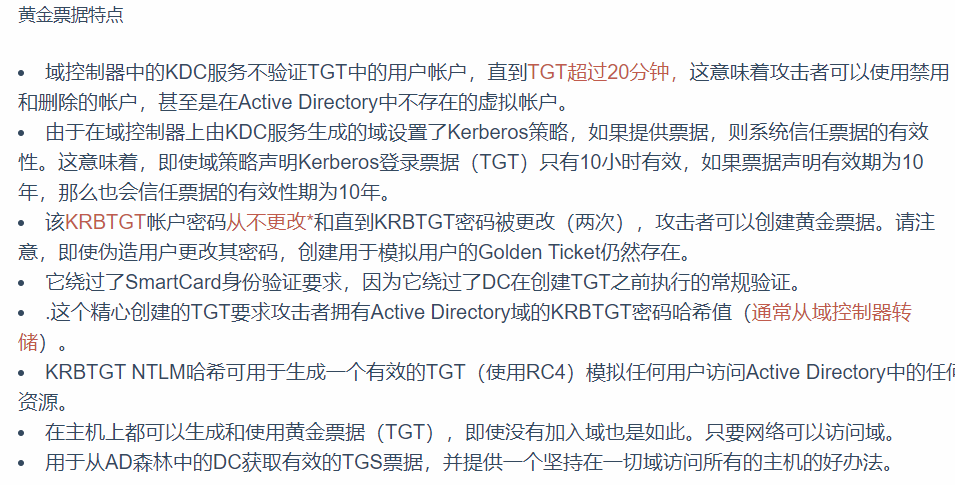 黄金票据特点
• 域控制器中的KDC服务不验证TGT中的用户帐户，直到TGT超过20分钟，这意味着攻击者可以使用禁用
和删除的帐户，甚至是在Active Directory中不存在的虚拟帐户。
• 由于在域控制器上由KDC服务生成的域设置了Kerberos策略，如果提供票据，则系统信任票据的有效
性。这意味着，即使域策略声明Kerberos登录票据（TGT）只有10小时有效，如果票据声明有效期为10
年，那么也会信任票据的有效性期为10年。
• 该KRBTGT帐户密码从不更改*和直到KRBTGT密码被更改（两次），攻击者可以创建黄金票据。请注
意，即使伪造用户更改其密码，创建用于模拟用户的Golden Ticket仍然存在。
• 它绕过了SmartCard身份验证要求，因为它绕过了DC在创建TGT之前执行的常规验证。
• .这个精心创建的TGT要求攻击者拥有Active Directory域的KRBTGT密码哈希值（通常从域控制器转
储）。
• KRBTGT NTLM哈希可用于生成一个有效的TGT（使用RC4）模拟任何用户访问Active Directory中的任何
资源。
• 在主机上都可以生成和使用黄金票据（TGT），即使没有加入域也是如此。只要网络可以访问域。
• 用于从AD森林中的DC获取有效的TGS票据，并提供一个坚持在一切域访问所有的主机的好办法。